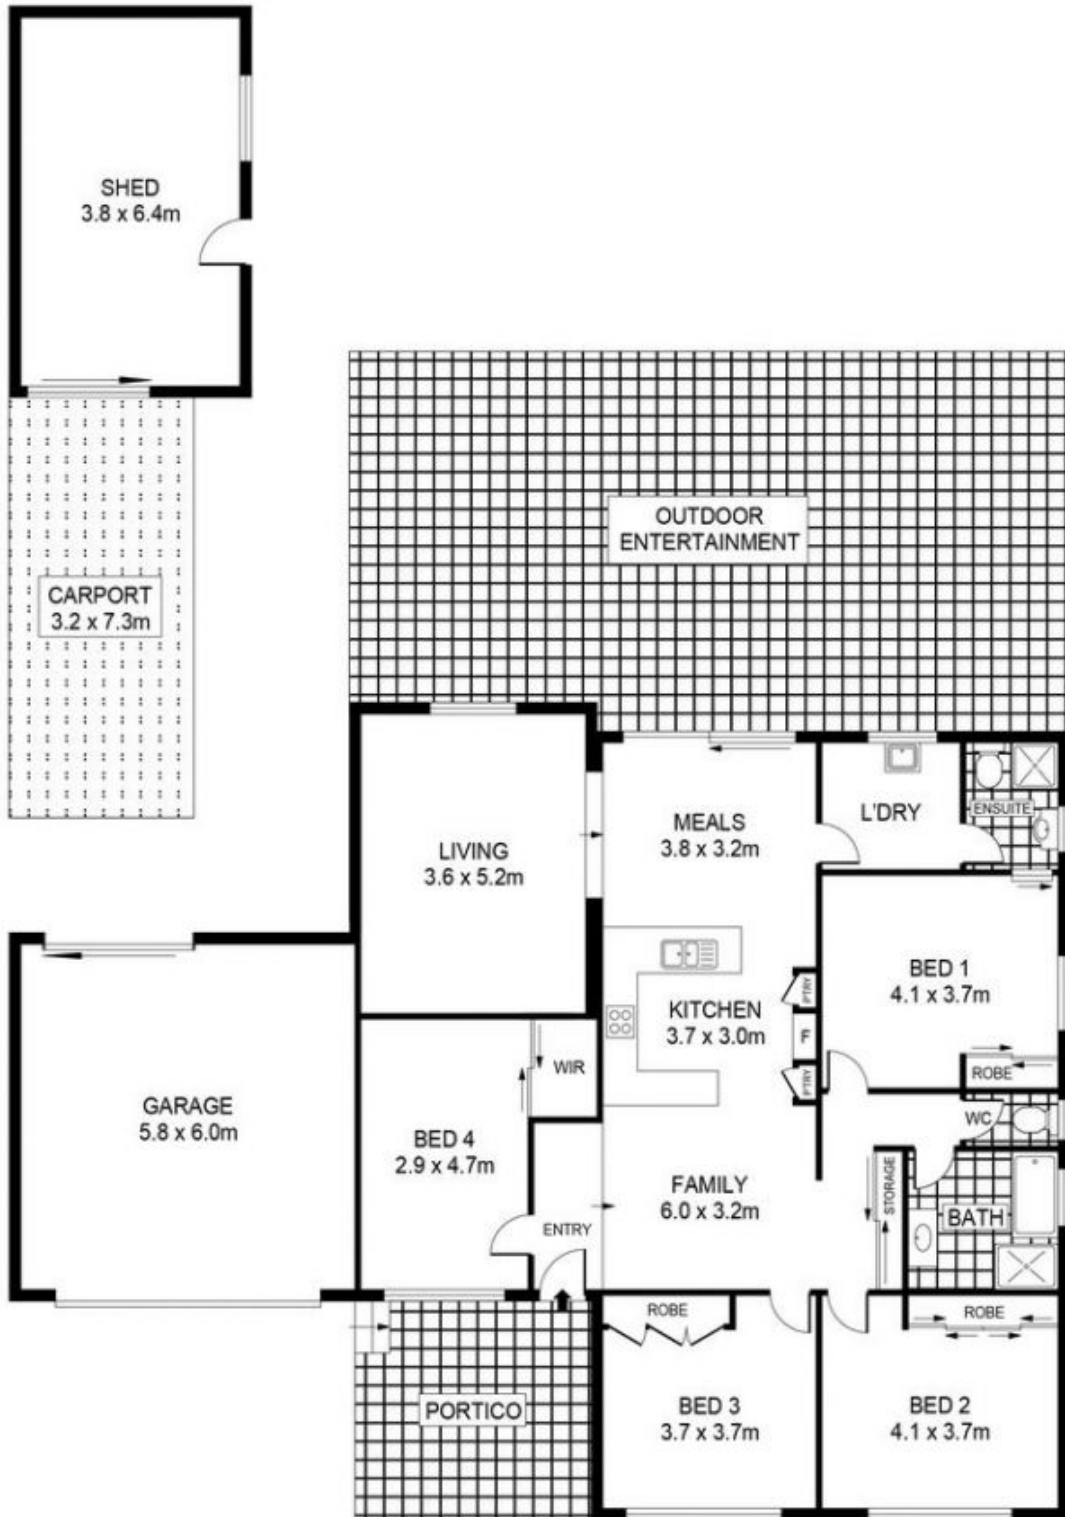 SHED
3.8 x 6.4m
OUTDOOR
ENTERTAINMENT
CARPORT
3.2 x 7.3m
LIVING
3.6 x 5.2m
MEALS
3.8 x 3.2m
L'DRY
ENSUITE
BED 1
4.1 x 3.7m
ROBE
KITCHEN
3.7 x 3.0m
PTRY
F
PTRY
WIR
GARAGE
5.8 x 6.0m
BED 4
2.9 x 4.7m
ENTRY
FAMILY
6.0 x 3.2m
WC
STORAGE
BATH
ROBE
ROBE
PORTICO
BED 3
3.7 x 3.7m
BED 2
4.1 x 3.7m